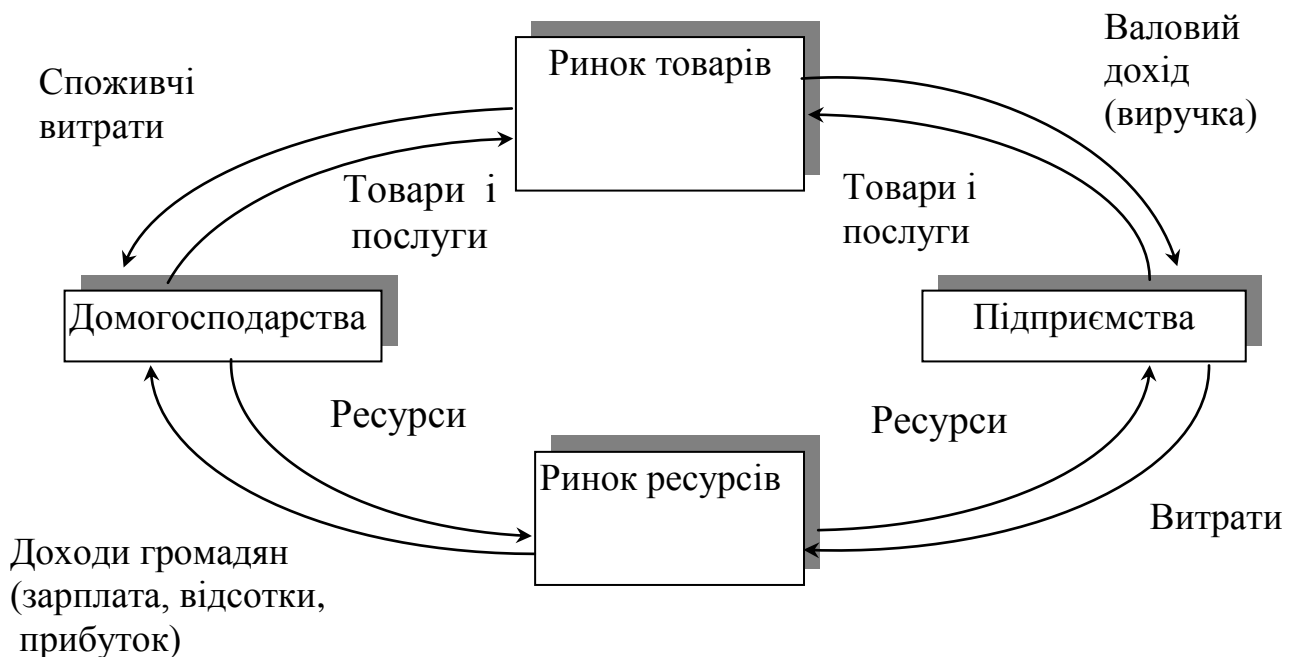 Ринок товарів
Валовий
дохід
(виручка)
Споживчі
витрати
Товари і
послуги
Товари і
послуги
Домогосподарства
Підприємства
Ресурси
Ресурси
Ринок ресурсів
Витрати
Доходи громадян
(зарплата, відсотки,
прибуток)